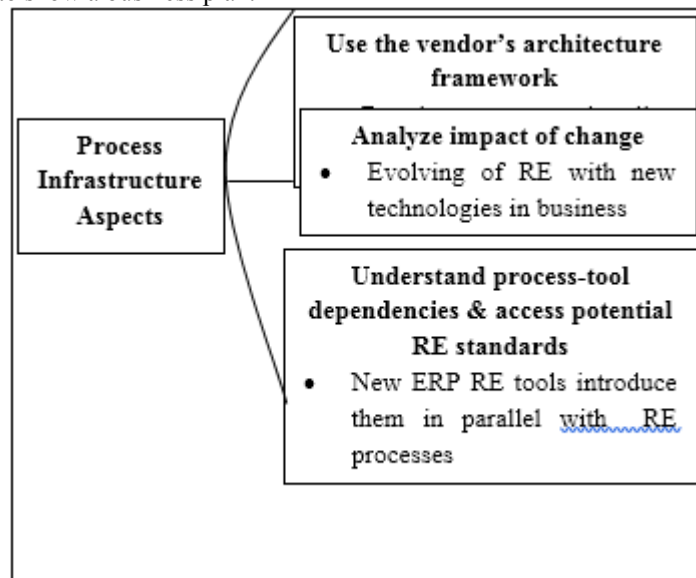 Use the vendor's architecture
framework
Process
Infrastructure
Aspects
Analyze impact of change
• Evolving of RE with new
technologies in business
Understand process-tool
dependencies & access potential
RE standards
• New ERP RE tools introduce
them in parallel with RE
processes